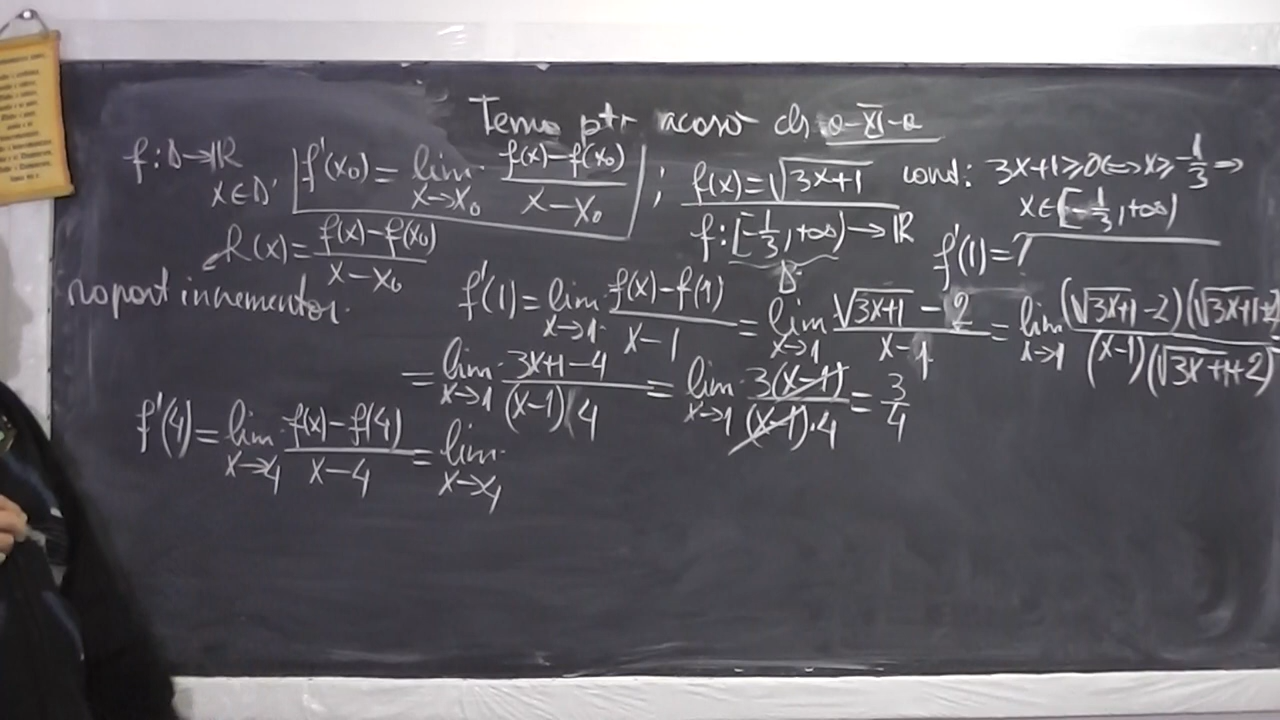 Tema ptr acasă cls a-XI-a
f: D→ℝ
x∈D
f'(x₀) = lim x→x₀ (f(x)-f(x₀))/(x-x₀) ;
f(x) = √(3x+1)
cond: 3x+1 ≥ 0 <=> x ≥ -1/3 =>
x∈[-1/3, +∞)
R(x) = (f(x)-f(x₀))/(x-x₀)
f: [-1/3, +∞) → ℝ
D
f'(1) = ?
raport incrementar
f'(1) = lim x→1 (f(x)-f(1))/(x-1) = lim x→1 (√(3x+1) - 2)/(x-1) = lim x→1 (√(3x+1)-2)(√(3x+1)+2)/((x-1)(√(3x+1)+2))
= lim x→1 (3x+1-4)/((x-1)·4) = lim x→1 3(x-1)/((x-1)·4) = 3/4
f'(4) = lim x→4 (f(x)-f(4))/(x-4) = lim x→4